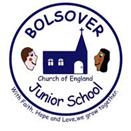 BOLSOVER
Church of England
Junior School
With Faith, Hope and Love, we grow together.